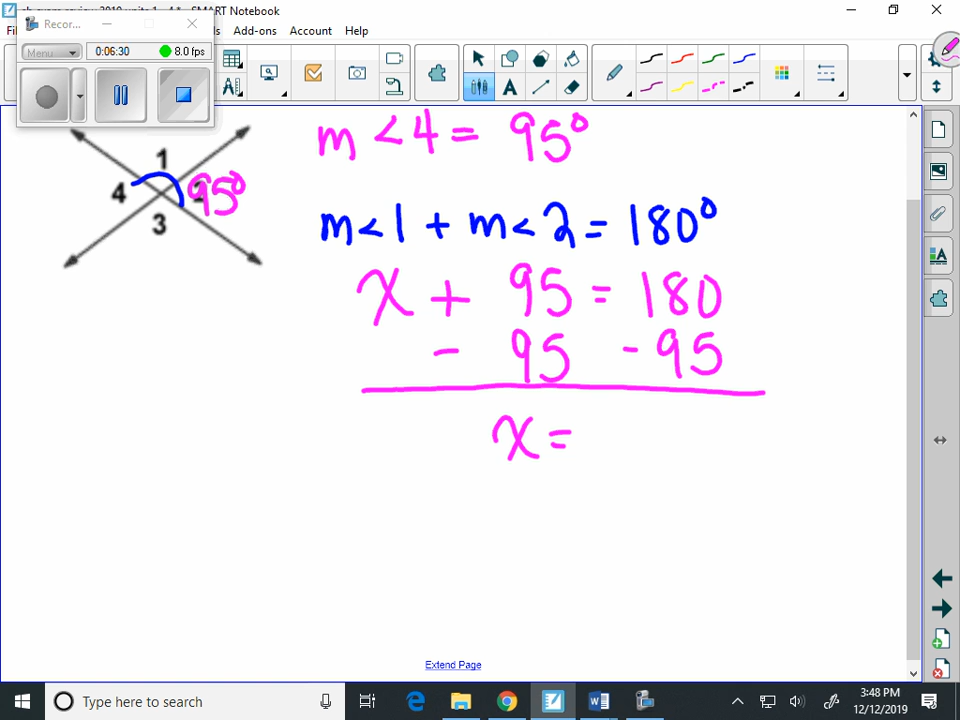 SMART Notebook
Recor...
Add-ons Account Help
Menu 0:06:30 8.0 fps
m<4 = 95°
1
4 95°
3
m<1 + m<2 = 180°
x + 95 = 180
- 95 -95
x =
Extend Page
Type here to search
3:48 PM
12/12/2019